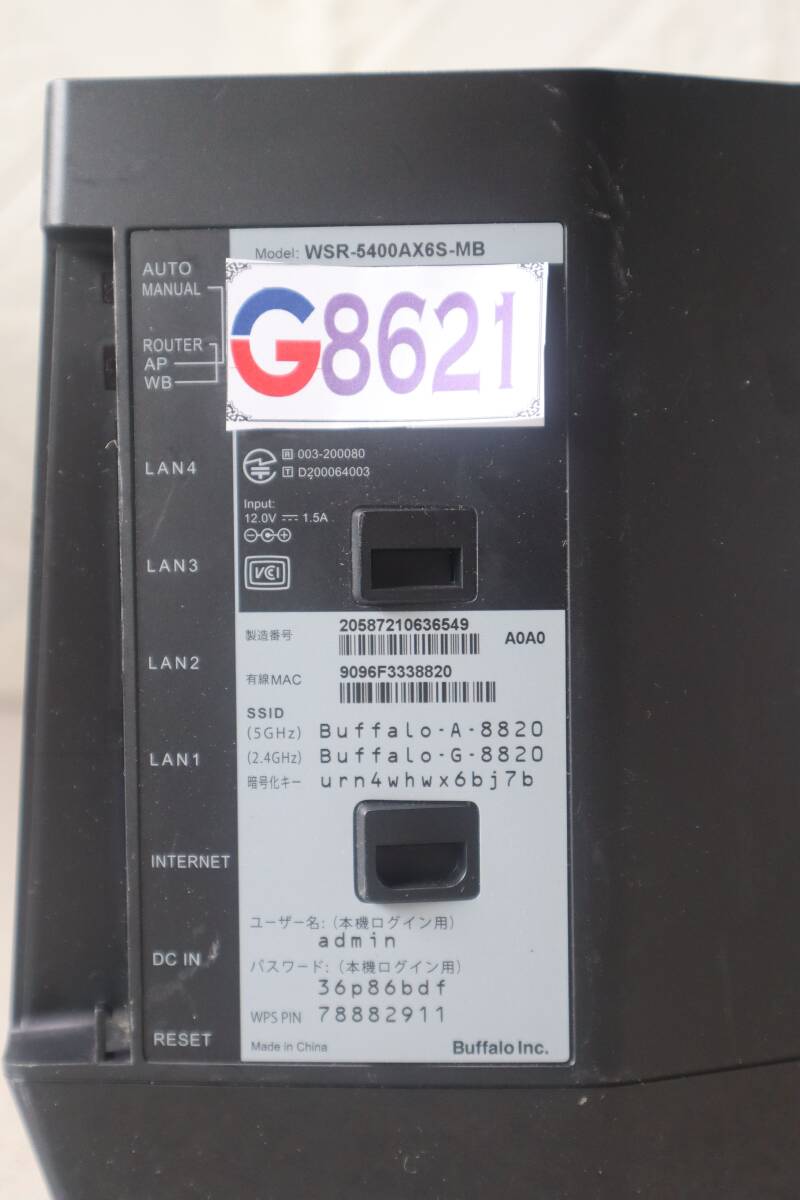 Model: WSR-5400AX6S-MB
AUTO
MANUAL
ROUTER
AP
WB
G8621
LAN4
R 003-200080
T D200064003
Input:
12.0V 1.5A
LAN3
VCI
製造番号 20587210636549 A0A0
LAN2
有線MAC 9096F3338820
SSID
(5GHz) Buffalo-A-8820
(2.4GHz) Buffalo-G-8820
LAN1
暗号化キー urn4whwx6bj7b
INTERNET
ユーザー名:(本機ログイン用)
admin
DC IN
パスワード:(本機ログイン用)
36p86bdf
WPS PIN 78882911
RESET
Made in China
Buffalo Inc.